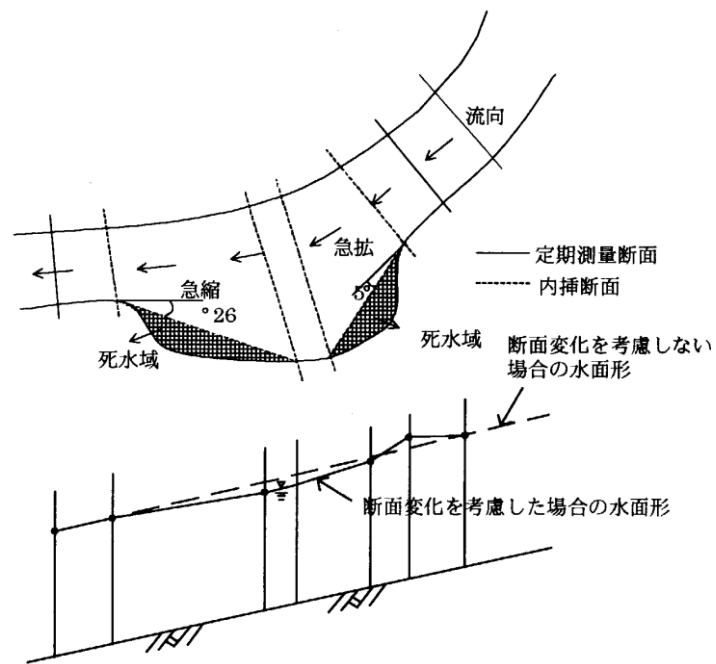 流向
急拡
5°
急縮
°26
死水域
死水域
定期測量断面
内挿断面
断面変化を考慮しない
場合の水面形
断面変化を考慮した場合の水面形